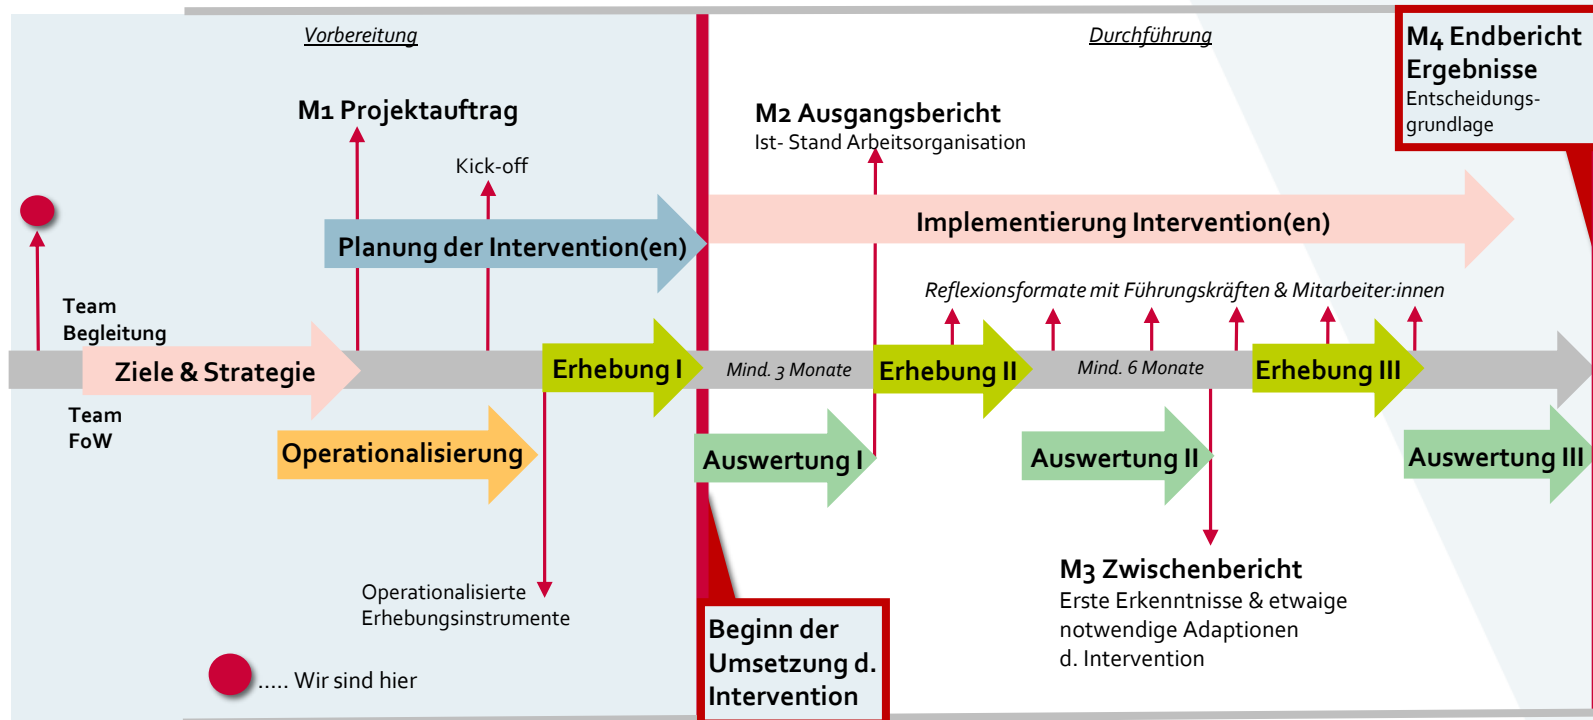 Vorbereitung
Durchführung
M4 Endbericht
Ergebnisse
Entscheidungs-
grundlage
M1 Projektauftrag
M2 Ausgangsbericht
Ist- Stand Arbeitsorganisation
Kick-off
Implementierung Intervention(en)
Planung der Intervention(en)
Reflexionsformate mit Führungskräften & Mitarbeiter:innen
Team
Begleitung
Ziele & Strategie
Erhebung I
Mind. 3 Monate
Erhebung II
Mind. 6 Monate
Erhebung III
Team
FoW
Operationalisierung
Auswertung I
Auswertung II
Auswertung III
Operationalisierte
Erhebungsinstrumente
M3 Zwischenbericht
Erste Erkenntnisse & etwaige
notwendige Adaptionen
d. Intervention
Beginn der
Umsetzung d.
Intervention
..... Wir sind hier